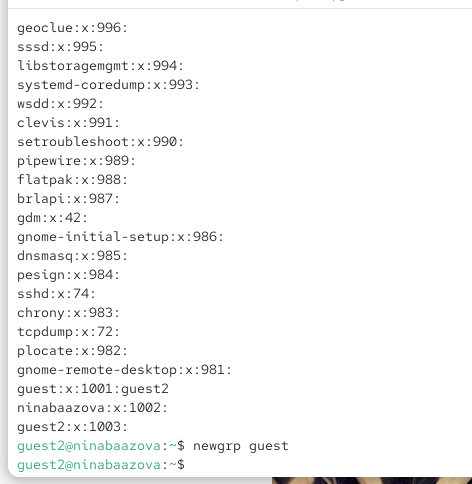 geoclue:x:996:
sssd:x:995:
libstoragemgmt:x:994:
systemd-coredump:x:993:
wsdd:x:992:
clevis:x:991:
setroubleshoot:x:990:
pipewire:x:989:
flatpak:x:988:
brlapi:x:987:
gdm:x:42:
gnome-initial-setup:x:986:
dnsmasq:x:985:
pesign:x:984:
sshd:x:74:
chrony:x:983:
tcpdump:x:72:
plocate:x:982:
gnome-remote-desktop:x:981:
guest:x:1001:guest2
ninabaazova:x:1002:
guest2:x:1003:
guest2@ninabaazova:~$ newgrp guest
guest2@ninabaazova:~$